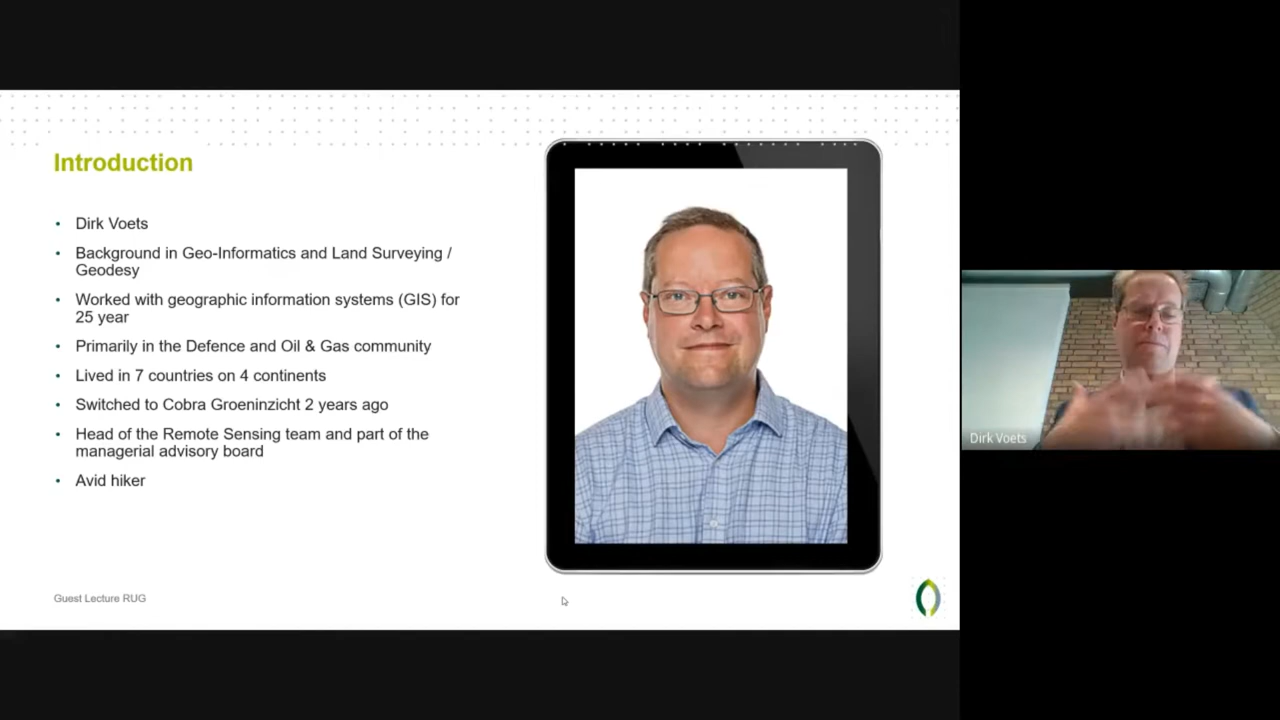 Introduction
• Dirk Voets
• Background in Geo-Informatics and Land Surveying /
Geodesy
• Worked with geographic information systems (GIS) for
25 year
• Primarily in the Defence and Oil & Gas community
• Lived in 7 countries on 4 continents
• Switched to Cobra Groeninzicht 2 years ago
• Head of the Remote Sensing team and part of the
managerial advisory board
• Avid hiker
Guest Lecture RUG
Dirk Voets